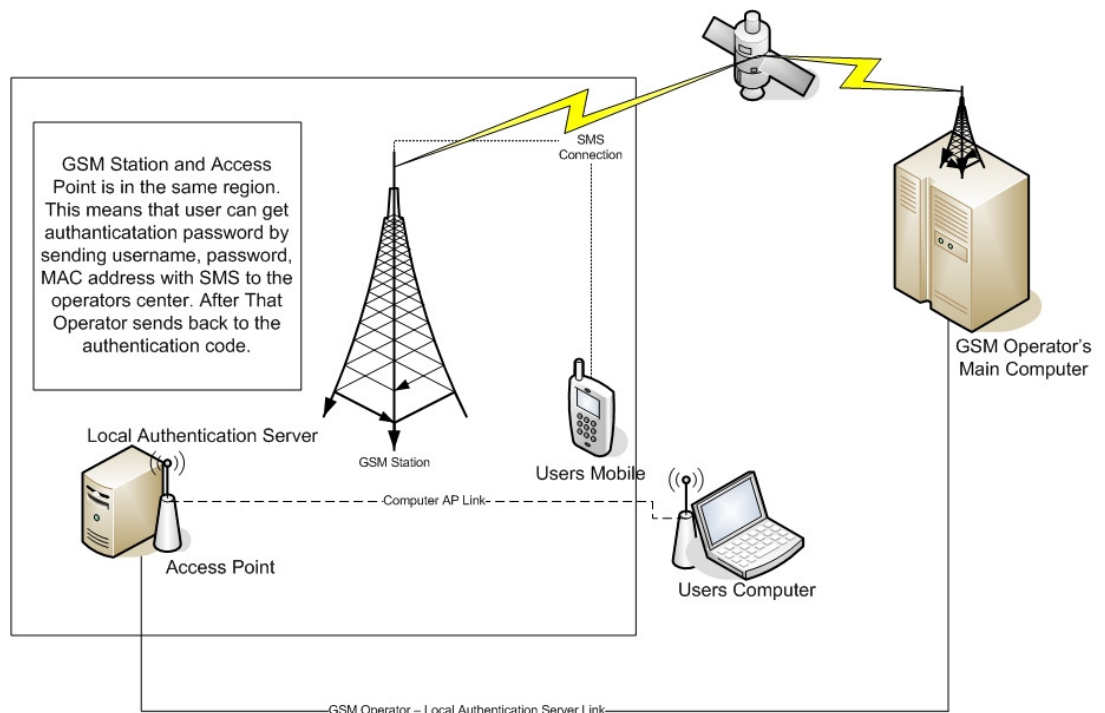 SMS
Connection
GSM Station and Access
Point is in the same region.
This means that user can get
authanticatation password by
sending username, password,
MAC address with SMS to the
operators center. After That
Operator sends back to the
authentication code.
GSM Operator's
Main Computer
Local Authentication Server
GSM Station
Users Mobile
Computer AP Link
Access Point
Users Computer
GSM Operator – Local Authentication Server Link